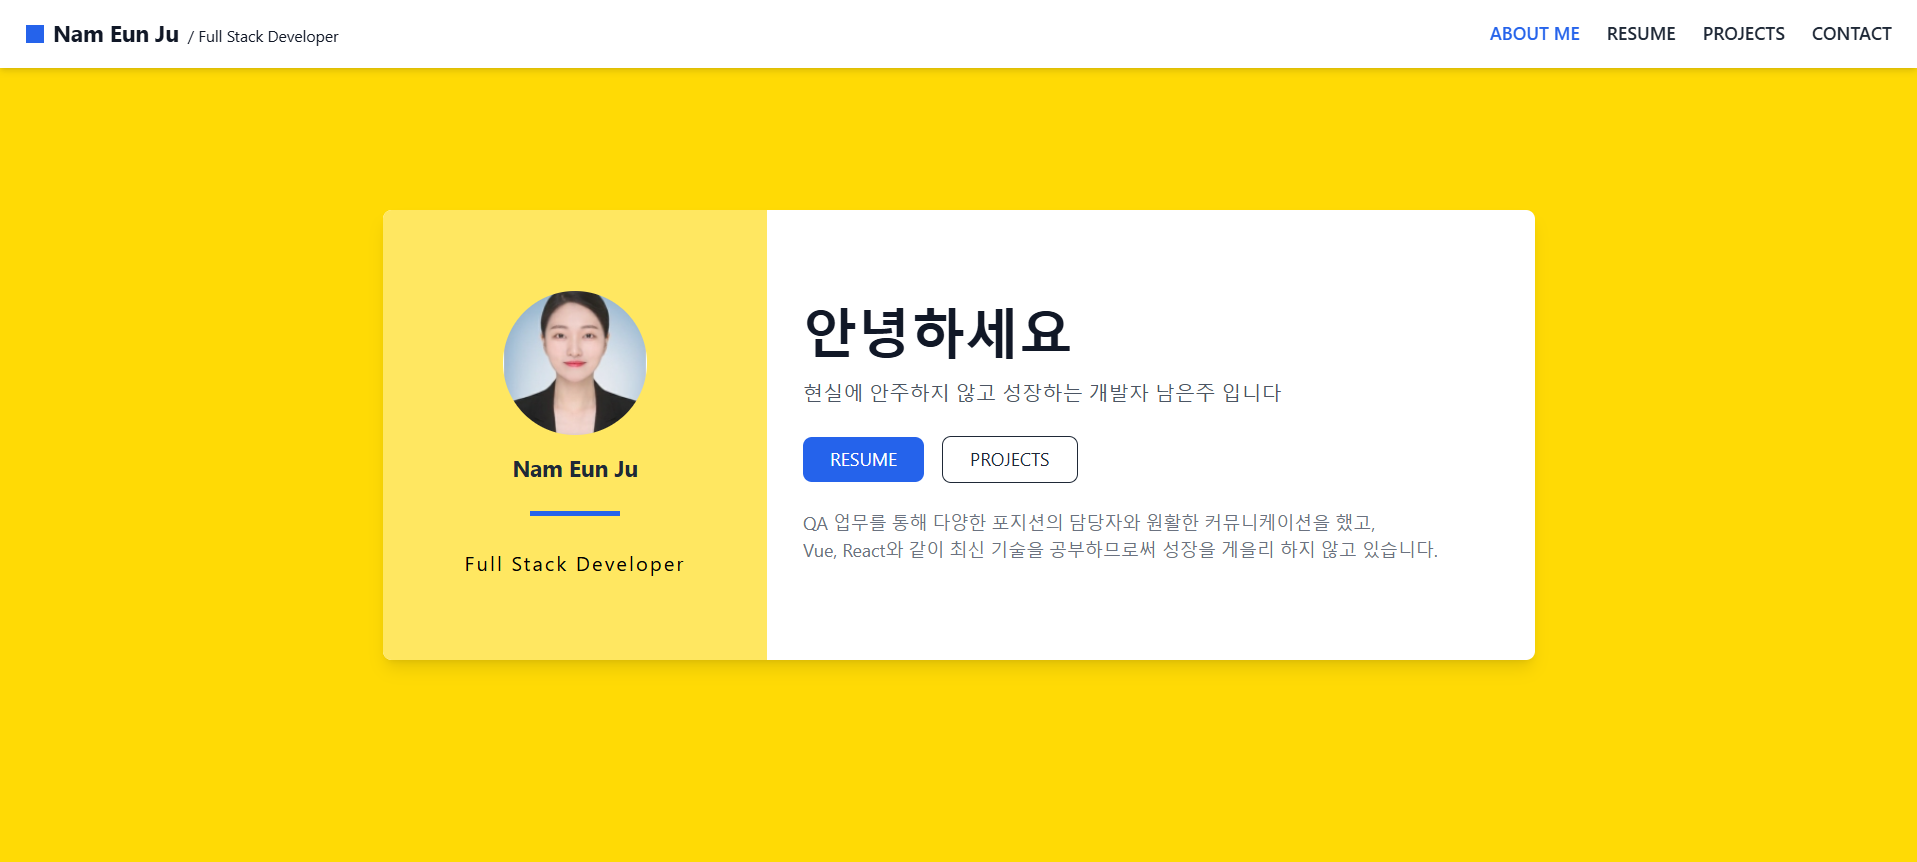 Nam Eun Ju / Full Stack Developer
ABOUT ME RESUME PROJECTS CONTACT
Nam Eun Ju
Full Stack Developer
안녕하세요
현실에 안주하지 않고 성장하는 개발자 남은주 입니다
RESUME PROJECTS
QA 업무를 통해 다양한 포지션의 담당자와 원활한 커뮤니케이션을 했고,
Vue, React와 같이 최신 기술을 공부하므로써 성장을 게을리 하지 않고 있습니다.